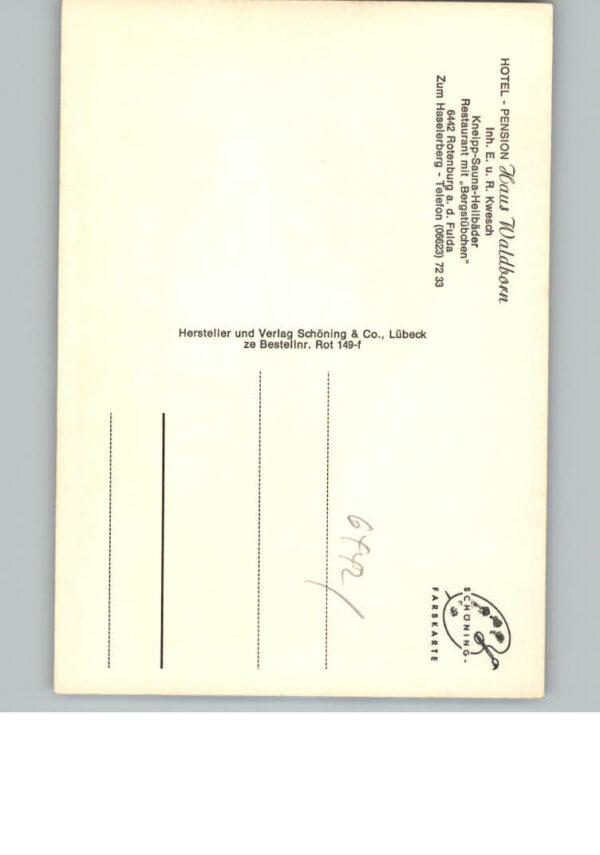 HOTEL - PENSION Haus Waldborn
Inh. E. u. R. Kwesch
Kneipp-Sauna-Heilbäder
Restaurant mit „Bergstübchen“
6442 Rotenburg a. d. Fulda
Zum Haselerberg - Telefon (06623) 72 33
Hersteller und Verlag Schöning & Co., Lübeck
ze Bestellnr. Rot 149-f
6442/
SCHÖNING-
FARBKARTE